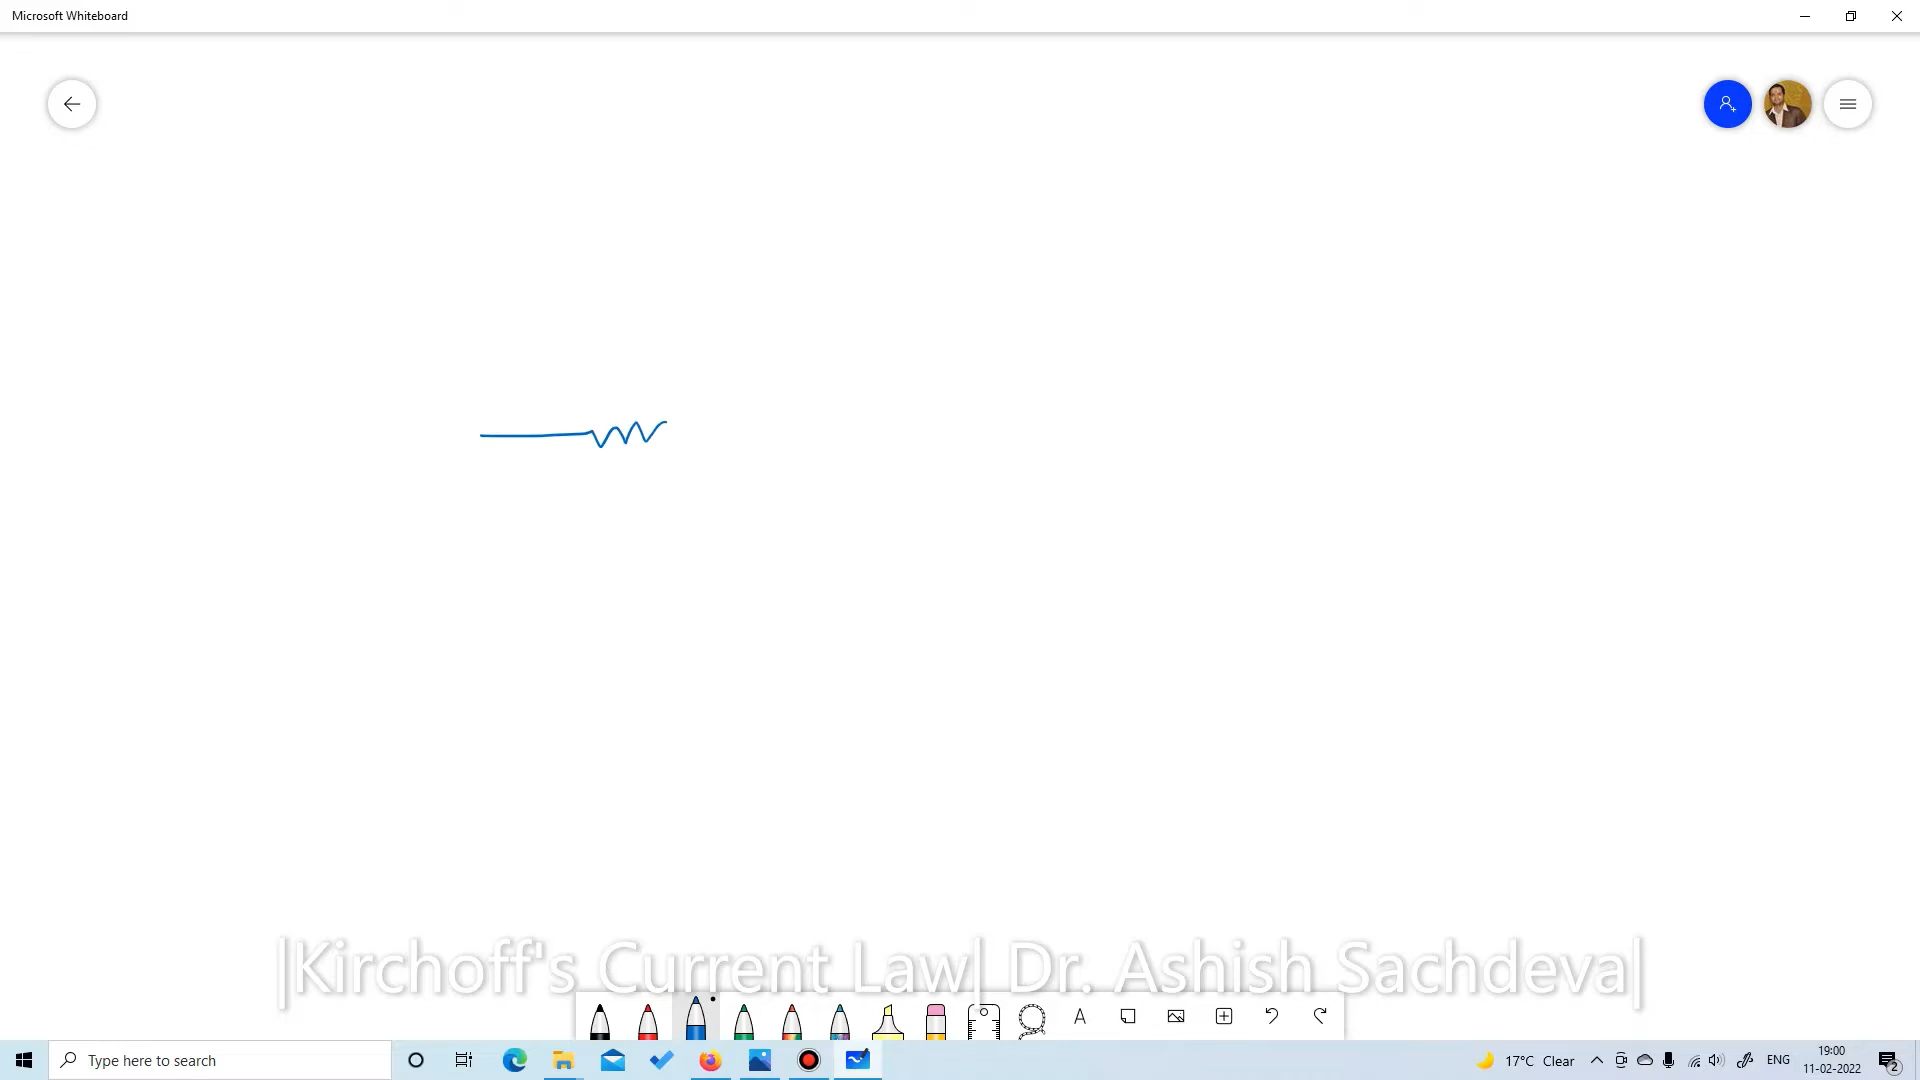 Microsoft Whiteboard
|Kirchoff's Current Law| Dr. Ashish Sachdeva|
A
Type here to search
17°C Clear
ENG
19:00
11-02-2022
2